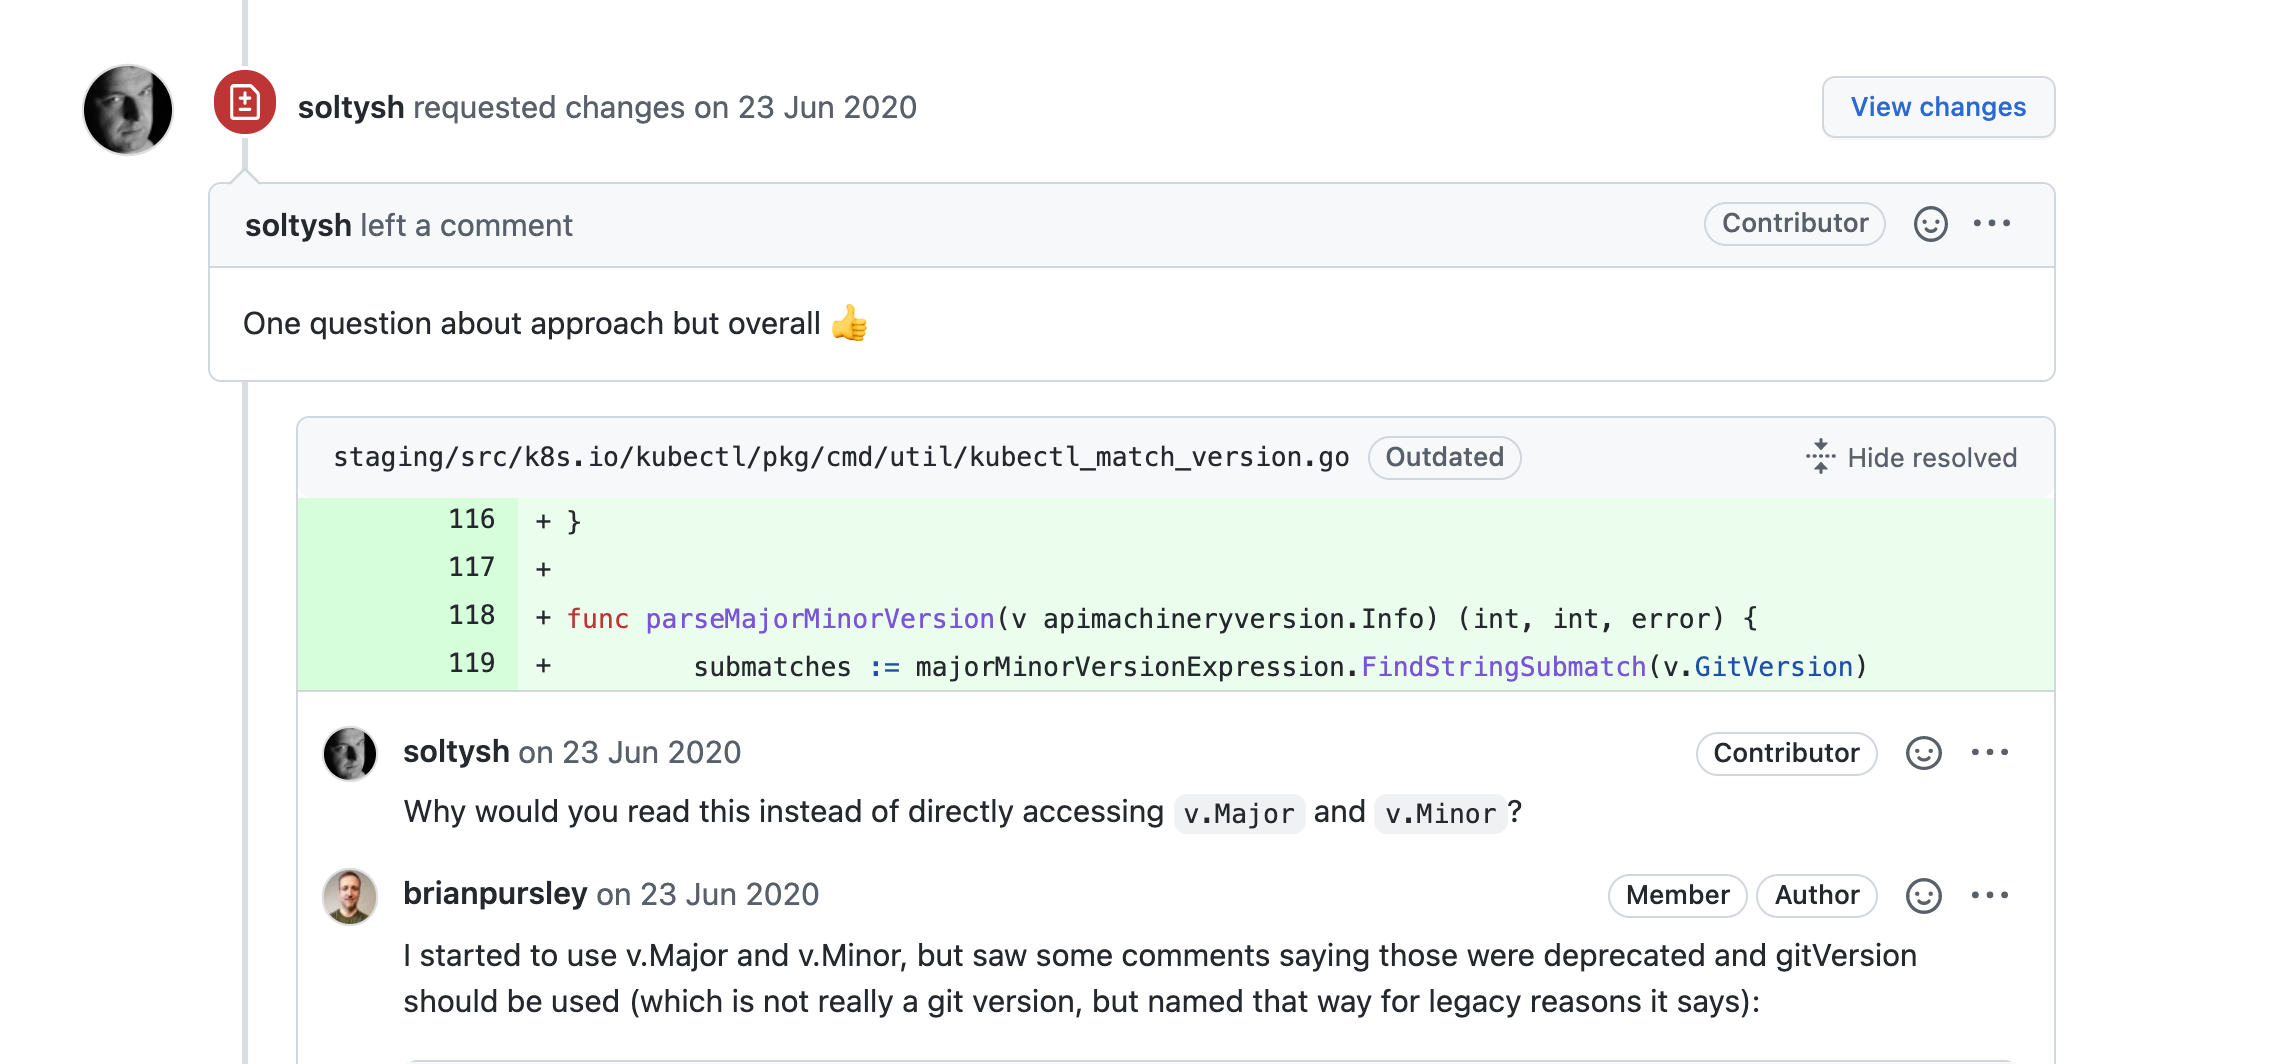 soltysh requested changes on 23 Jun 2020
View changes
soltysh left a comment
Contributor
One question about approach but overall 👍
staging/src/k8s.io/kubectl/pkg/cmd/util/kubectl_match_version.go Outdated
Hide resolved
116 + }
117 +
118 + func parseMajorMinorVersion(v apimachineryversion.Info) (int, int, error) {
119 + submatches := majorMinorVersionExpression.FindStringSubmatch(v.GitVersion)
soltysh on 23 Jun 2020
Contributor
Why would you read this instead of directly accessing v.Major and v.Minor?
brianpursley on 23 Jun 2020
Member Author
I started to use v.Major and v.Minor, but saw some comments saying those were deprecated and gitVersion
should be used (which is not really a git version, but named that way for legacy reasons it says):